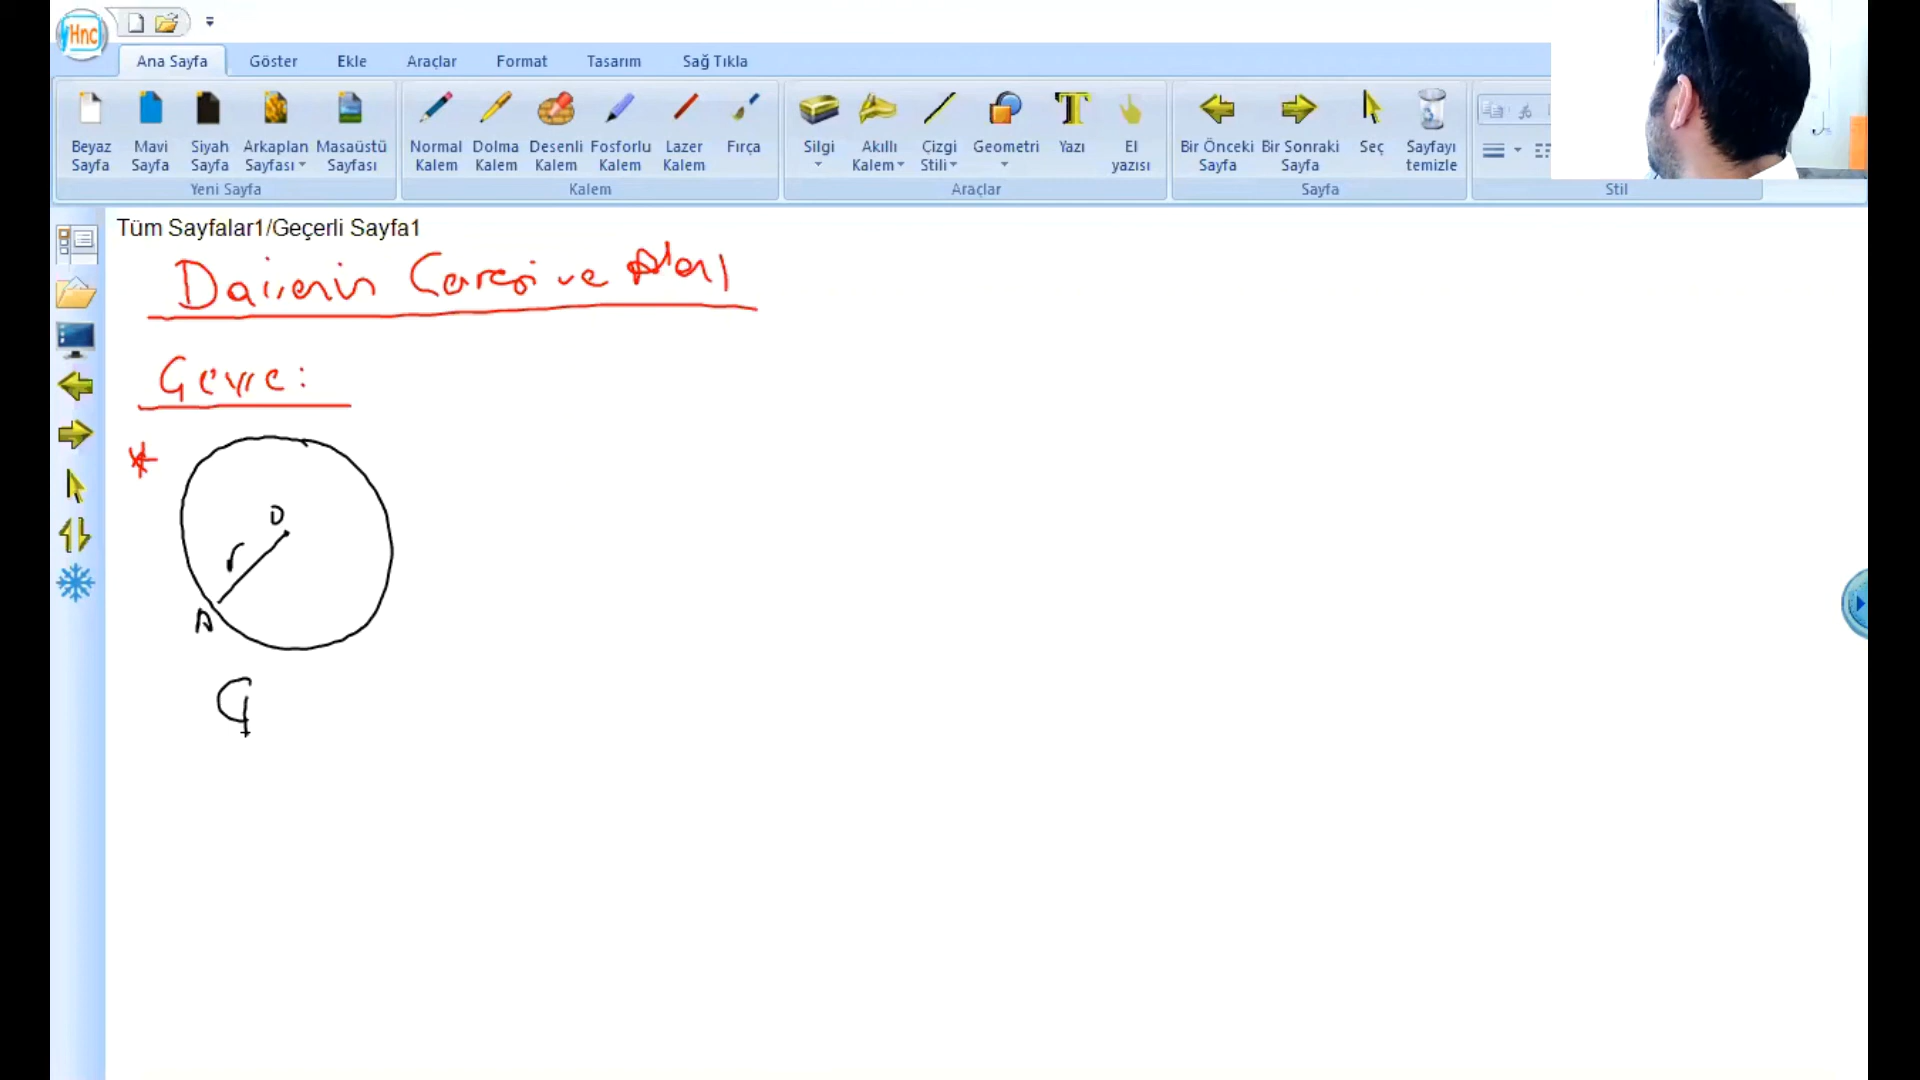 Hnc
Ana Sayfa Göster Ekle Araçlar Format Tasarım Sağ Tıkla
Beyaz Sayfa Mavi Sayfa Siyah Sayfa Arkaplan Sayfası Masaüstü Sayfası
Yeni Sayfa
Normal Kalem Dolma Kalem Desenli Kalem Fosforlu Kalem Lazer Kalem Fırça
Kalem
Silgi Akıllı Kalem Çizgi Stili Geometri Yazı El yazısı
Araçlar
Bir Önceki Sayfa Bir Sonraki Sayfa Seç Sayfayı temizle
Sayfa
Stil
Tüm Sayfalar1/Geçerli Sayfa1
Dairenin Çevresi ve Alanı
Çevre:
O
r
A
Ç